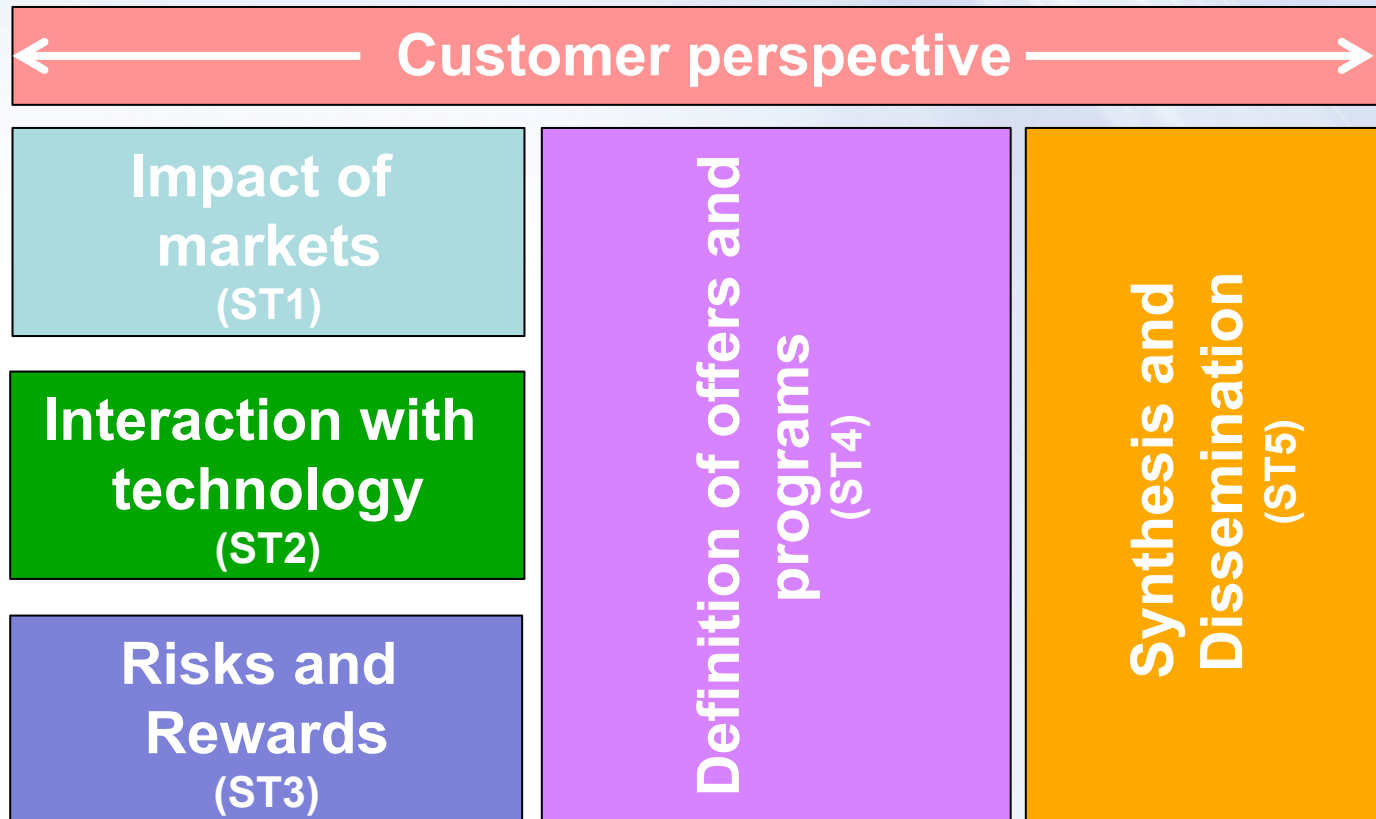 Customer perspective
Impact of
markets
(ST1)
Interaction with
technology
(ST2)
Risks and
Rewards
(ST3)
Definition of offers and
programs
(ST4)
Synthesis and
Dissemination
(ST5)